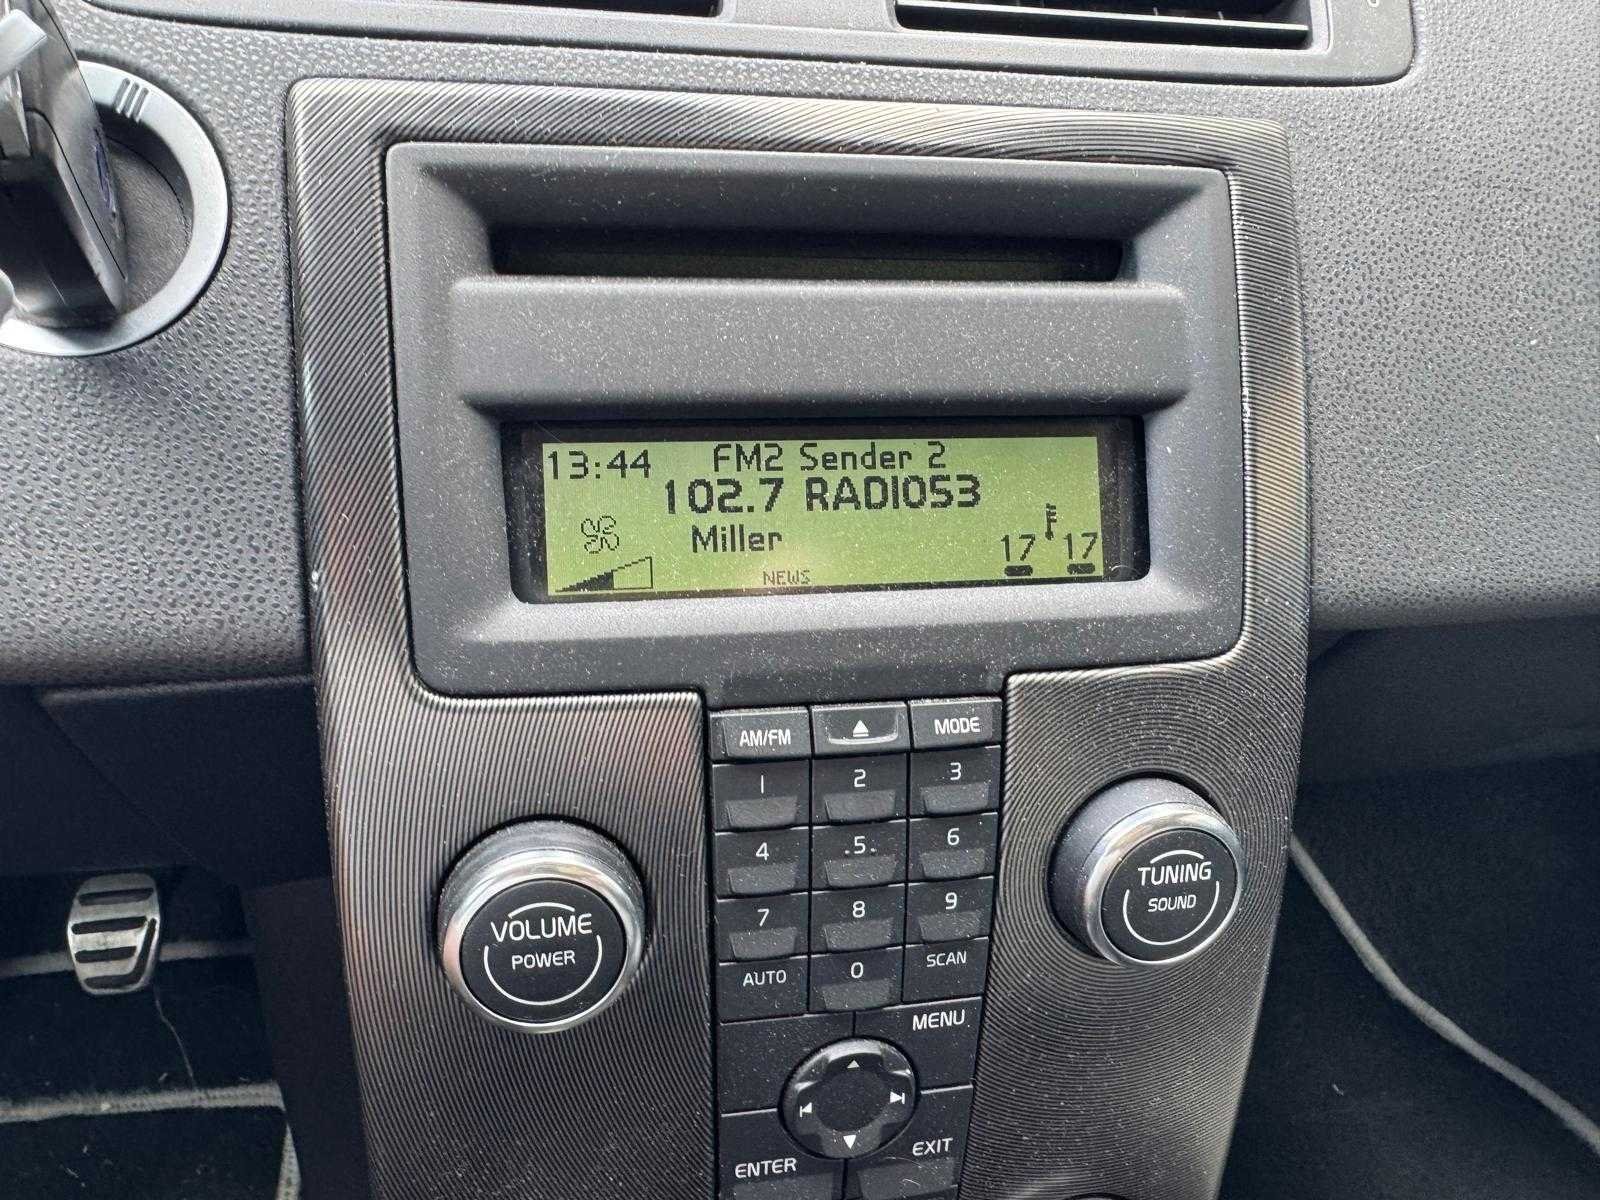 13:44
FM2 Sender 2
102.7 RADIO53
Miller
17 17
NEWS
AM/FM
MODE
1 2 3
4 .5. 6
7 8 9
AUTO 0 SCAN
MENU
ENTER
EXIT
VOLUME
POWER
TUNING
SOUND